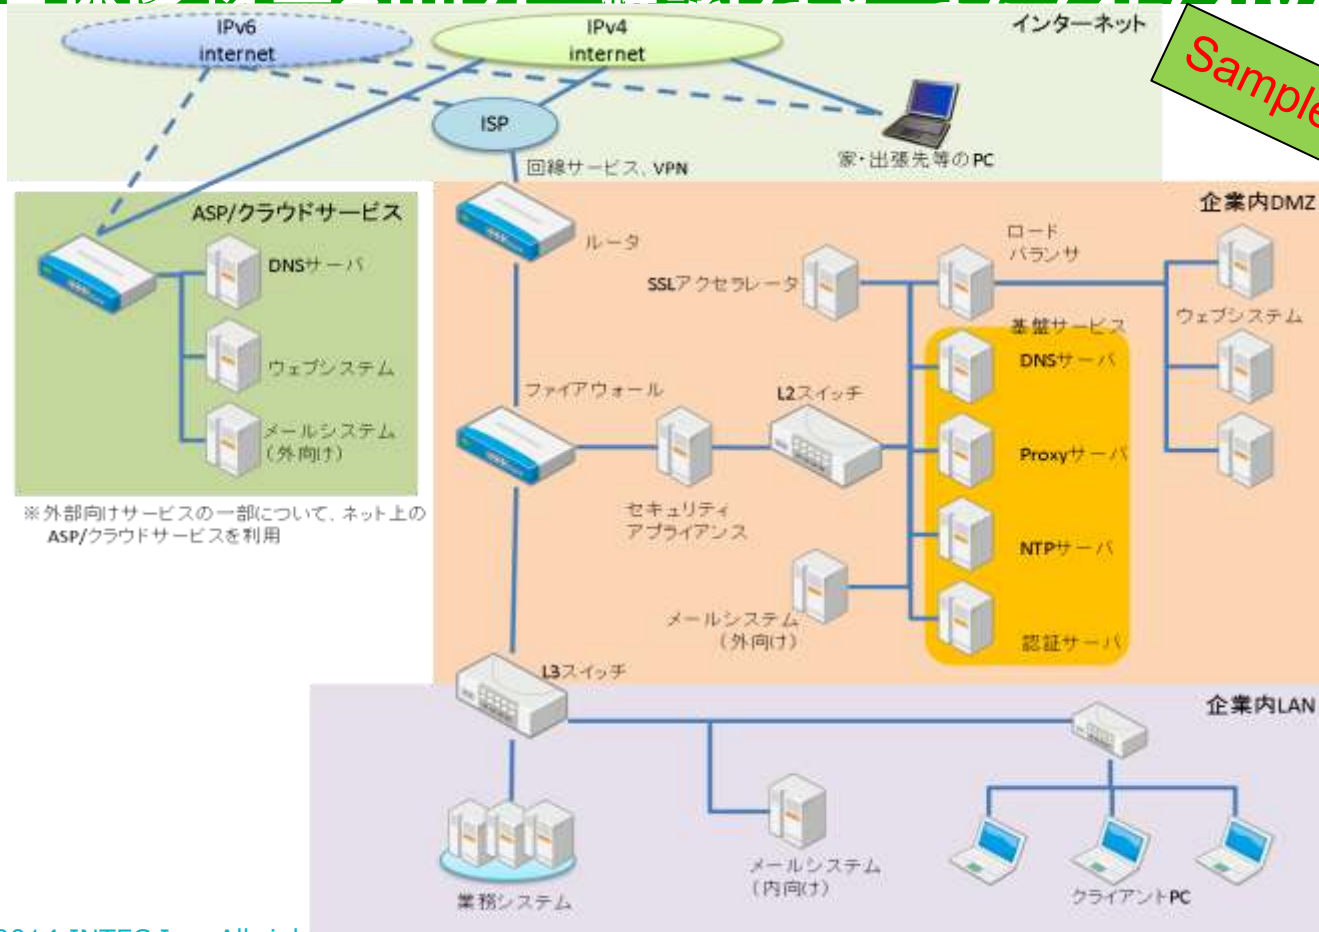 IPv6
internet
IPv4
internet
インターネット
Sample
ISP
回線サービス、VPN
家・出張先等のPC
ASP/クラウドサービス
企業内DMZ
ルータ
ロード
バランサ
DNSサーバ
SSLアクセラレータ
ウェブシステム
基盤サービス
DNSサーバ
ウェブシステム
ファイアウォール
L2スイッチ
メールシステム
(外向け)
Proxyサーバ
※外部向けサービスの一部について、ネット上の
ASP/クラウドサービスを利用
セキュリティ
アプライアンス
NTPサーバ
メールシステム
(外向け)
認証サーバ
L3スイッチ
企業内LAN
メールシステム
(内向け)
業務システム
クライアントPC